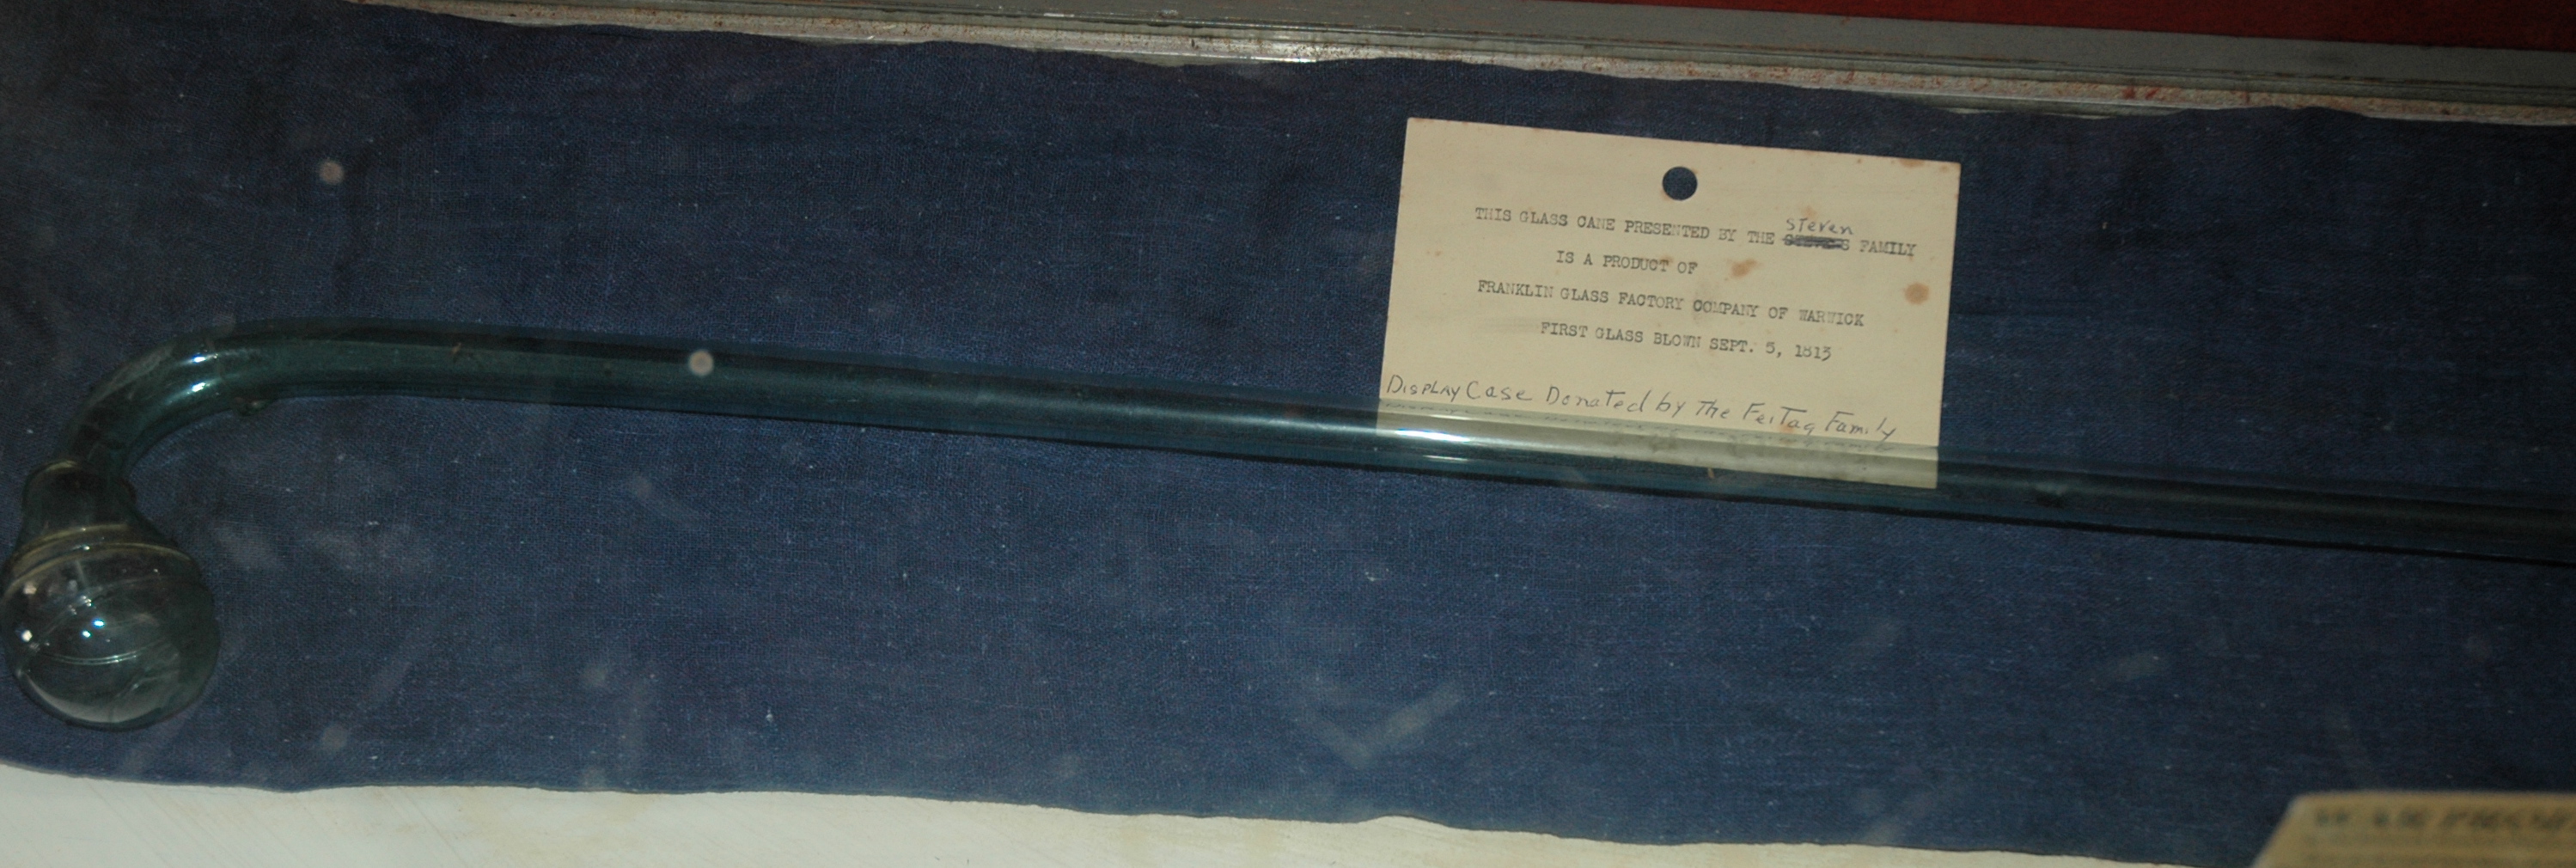 THIS GLASS CANE PRESENTED BY THE Steven S FAMILY
IS A PRODUCT OF
FRANKLIN GLASS FACTORY COMPANY OF WARWICK
FIRST GLASS BLOWN SEPT. 5, 1813
Display Case Donated by The FeiTag Family